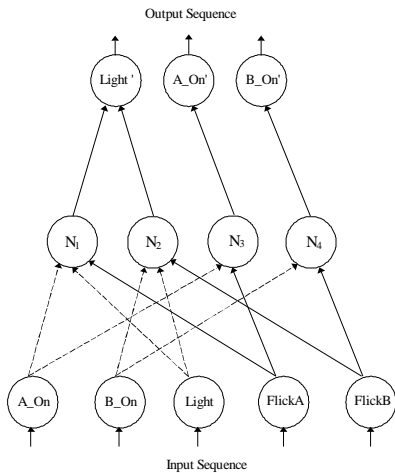 Output Sequence
Light ' A_On' B_On'
N₁ N₂ N₃ N₄
A_On B_On Light FlickA FlickB
Input Sequence